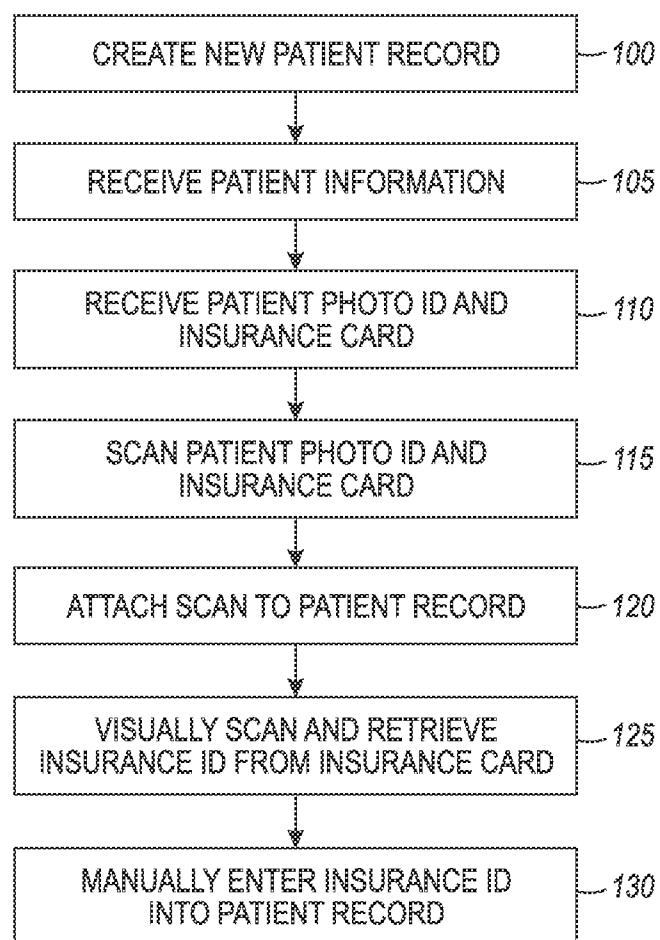 CREATE NEW PATIENT RECORD 100
RECEIVE PATIENT INFORMATION 105
RECEIVE PATIENT PHOTO ID AND
INSURANCE CARD 110
SCAN PATIENT PHOTO ID AND
INSURANCE CARD 115
ATTACH SCAN TO PATIENT RECORD 120
VISUALLY SCAN AND RETRIEVE
INSURANCE ID FROM INSURANCE CARD 125
MANUALLY ENTER INSURANCE ID
INTO PATIENT RECORD 130